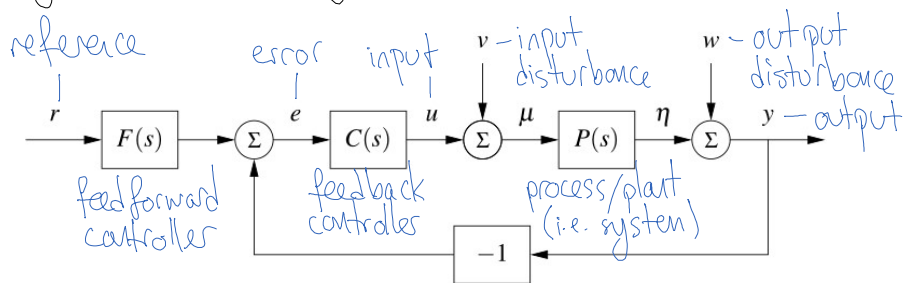 reference
error
input
v - input
disturbance
w - output
disturbance
r
e
u
μ
η
y - output
F(s)
Σ
C(s)
Σ
P(s)
Σ
feedforward
controller
feedback
controller
process/plant
(i.e. system)
−1